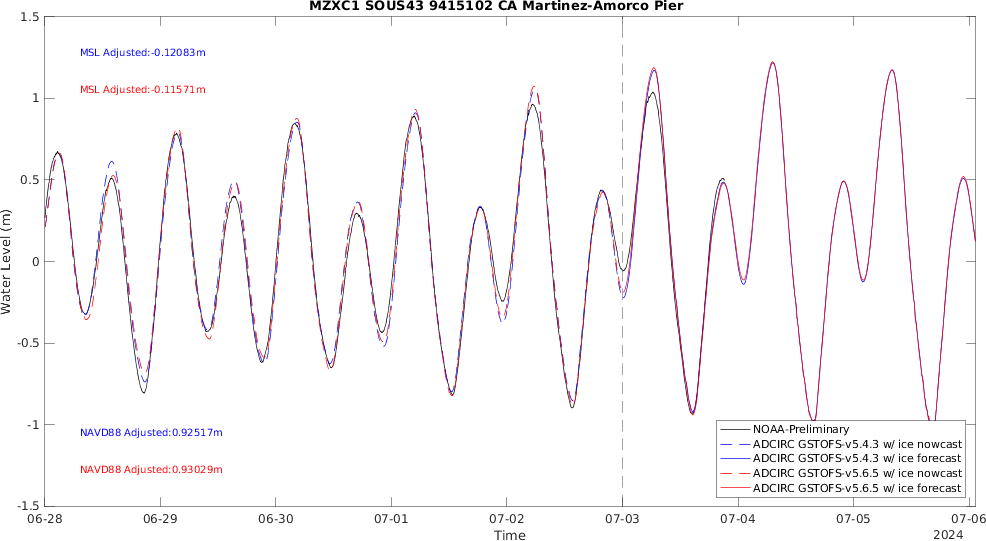 MZXC1 SOUS43 9415102 CA Martinez-Amorco Pier
1.5
MSL Adjusted:-0.12083m
MSL Adjusted:-0.11571m
1
0.5
0
-0.5
-1
-1.5
Water Level (m)
NAVD88 Adjusted:0.92517m
NAVD88 Adjusted:0.93029m
NOAA-Preliminary
ADCIRC GSTOFS-v5.4.3 w/ ice nowcast
ADCIRC GSTOFS-v5.4.3 w/ ice forecast
ADCIRC GSTOFS-v5.6.5 w/ ice nowcast
ADCIRC GSTOFS-v5.6.5 w/ ice forecast
06-28 06-29 06-30 07-01 07-02 07-03 07-04 07-05 07-06
Time
2024